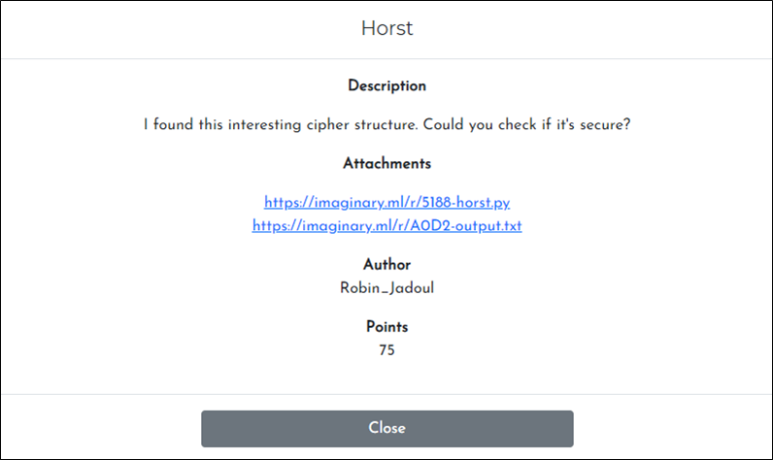 Horst
Description
I found this interesting cipher structure. Could you check if it's secure?
Attachments
https://imaginary.ml/r/5188-horst.py
https://imaginary.ml/r/A0D2-output.txt
Author
Robin_Jadoul
Points
75
Close